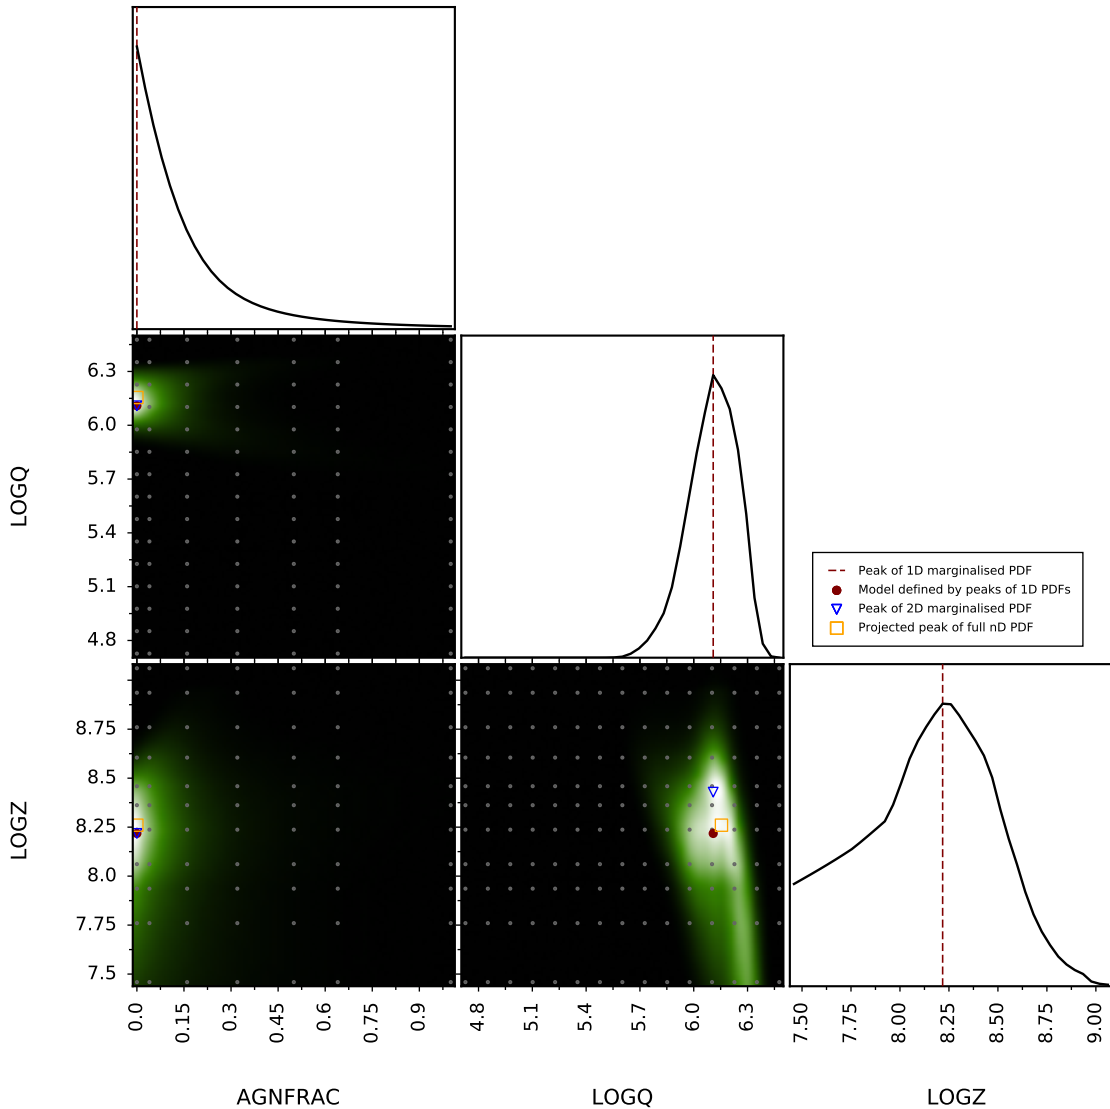 6.3
6.0
5.7
5.4
5.1
4.8
LOGQ
Peak of 1D marginalised PDF
Model defined by peaks of 1D PDFs
Peak of 2D marginalised PDF
Projected peak of full nD PDF
8.75
8.5
8.25
8.0
7.75
7.5
LOGZ
0.0 0.15 0.3 0.45 0.6 0.75 0.9
4.8 5.1 5.4 5.7 6.0 6.3
7.50 7.75 8.00 8.25 8.50 8.75 9.00
AGNFRAC
LOGQ
LOGZ